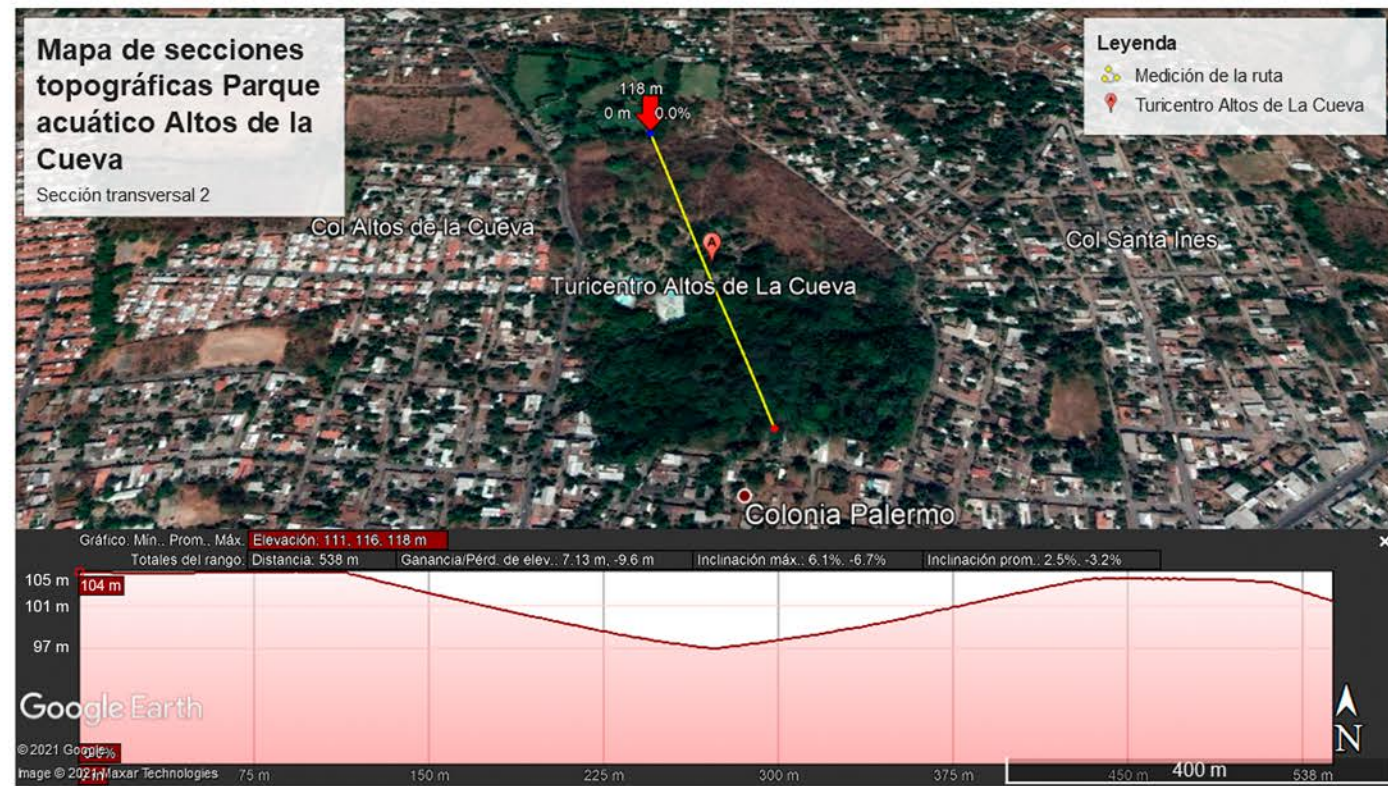 Mapa de secciones
topográficas Parque
acuático Altos de la
Cueva
Sección transversal 2
Leyenda
Medición de la ruta
A Turicentro Altos de La Cueva
118 m
0 m 0.0%
Col Altos de la Cueva
A
Col Santa Ines
Turicentro Altos de La Cueva
Colonia Palermo
Gráfico: Mín., Prom., Máx. Elevación: 111, 116, 118 m
Totales del rango: Distancia: 538 m Ganancia/Pérd. de elev.: 7.13 m, -9.6 m Inclinación máx.: 6.1%, -6.7% Inclinación prom.: 2.5%, -3.2%
105 m
104 m
101 m
97 m
Google Earth
N
© 2021 Google
Image © 2021 Maxar Technologies
75 m 150 m 225 m 300 m 375 m 450 m 538 m
400 m